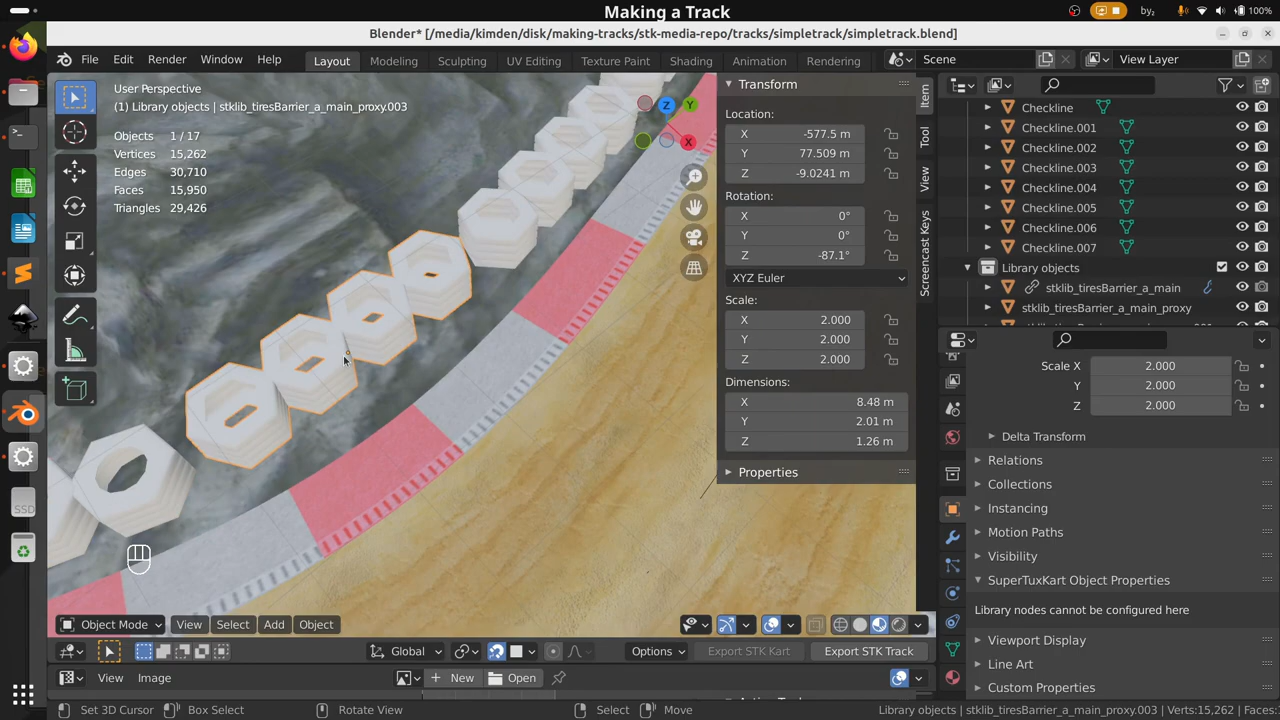 Making a Track
by₂
100%
Blender* [/media/kimden/disk/making-tracks/stk-media-repo/tracks/simpletrack/simpletrack.blend]
File Edit Render Window Help
Layout Modeling Sculpting UV Editing Texture Paint Shading Animation Rendering
Scene
View Layer
User Perspective
(1) Library objects | stklib_tiresBarrier_a_main_proxy.003
Objects 1 / 17
Vertices 15,262
Edges 30,710
Faces 15,950
Triangles 29,426
Z
Y
X
Transform
Location:
X -577.5 m
Y 77.509 m
Z -9.0241 m
Rotation:
X 0°
Y 0°
Z -87.1°
XYZ Euler
Scale:
X 2.000
Y 2.000
Z 2.000
Dimensions:
X 8.48 m
Y 2.01 m
Z 1.26 m
Properties
Item
Tool
View
Screencast Keys
Checkline
Checkline.001
Checkline.002
Checkline.003
Checkline.004
Checkline.005
Checkline.006
Checkline.007
Library objects
stklib_tiresBarrier_a_main
stklib_tiresBarrier_a_main_proxy
Scale X 2.000
Y 2.000
Z 2.000
Delta Transform
Relations
Collections
Instancing
Motion Paths
Visibility
SuperTuxKart Object Properties
Library nodes cannot be configured here
Viewport Display
Line Art
Custom Properties
SSD
Object Mode View Select Add Object
Global
Options Export STK Kart Export STK Track
View Image
New Open
Set 3D Cursor Box Select Rotate View Select Move
Library objects | stklib_tiresBarrier_a_main_proxy.003 | Verts:15,262 | Faces: